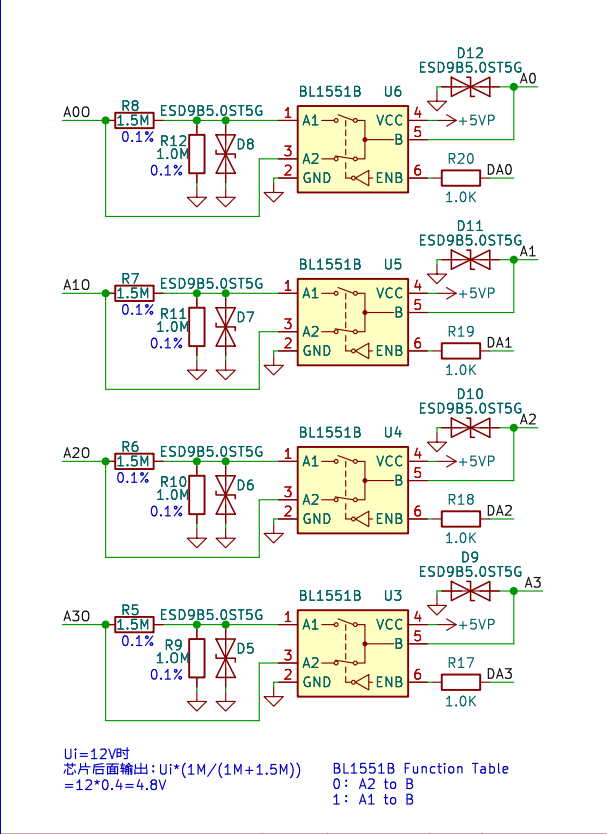 D12
ESD9B5.0ST5G
A0
BL1551B U6
R8
ESD9B5.0ST5G
A0O
1.5M
1 A1 VCC 4 +5VP
0.1%
R12
D8
B 5
1.0M
3 A2
R20
0.1%
2 GND ENB 6
DA0
1.0K
D11
ESD9B5.0ST5G
A1
BL1551B U5
R7
ESD9B5.0ST5G
A1O
1.5M
1 A1 VCC 4 +5VP
0.1%
R11
D7
B 5
1.0M
3 A2
R19
0.1%
2 GND ENB 6
DA1
1.0K
D10
ESD9B5.0ST5G
A2
BL1551B U4
R6
ESD9B5.0ST5G
A2O
1.5M
1 A1 VCC 4 +5VP
0.1%
R10
D6
B 5
1.0M
3 A2
R18
0.1%
2 GND ENB 6
DA2
1.0K
D9
ESD9B5.0ST5G
A3
BL1551B U3
R5
ESD9B5.0ST5G
A3O
1.5M
1 A1 VCC 4 +5VP
0.1%
R9
D5
B 5
1.0M
3 A2
R17
0.1%
2 GND ENB 6
DA3
1.0K
Ui=12V时
芯片后面输出:Ui*(1M/(1M+1.5M))
=12*0.4=4.8V
BL1551B Function Table
0: A2 to B
1: A1 to B